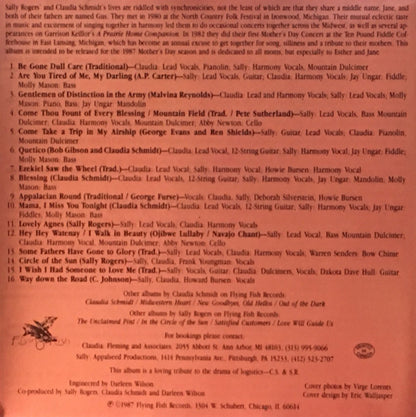 Sally Rogers' and Claudia Schmidt's lives are riddled with synchronicities, not the least of which are that they share a middle name, Jane, and
both of their fathers are named Gus. They met in 1980 at the North Country Folk Festival in Ironwood, Michigan. Their mutual eclectic taste
in music and excitement of singing together in harmony led them to do occasional concerts together across the Midwest, as well as several ap-
pearances on Garrison Keillor's A Prairie Home Companion. In 1982 they did their first Mother's Day Concert at the Ten Pound Fiddle Cof-
feehouse in East Lansing, Michigan, which has become an annual excuse to get together for song, silliness and a tribute to their mothers. This
album is intended to be released for the 1987 Mother's Day season and is dedicated to all moms, but especially to Esther and Jane.
1. Be Gone Dull Care (Traditional)—Claudia: Lead Vocals, Pianolin, Sally: Harmony Vocals, Mountain Dulcimer
2. Are You Tired of Me, My Darling (A.P. Carter)—Sally: Lead Vocals, Guitar; Claudia: Harmony Vocals, Jay Ungar: Fiddle,
Molly Mason: Bass
3. Gentlemen of Distinction in the Army (Malvina Reynolds)—Claudia: Lead and Harmony Vocals; Sally: Lead Vocals; Molly
Mason: Piano, Bass; Jay Ungar: Mandolin
4. Come Thou Fount of Every Blessing / Mountain Field (Trad. / Pete Sutherland)—Sally: Lead Vocals, Bass Mountain
Dulcimer; Claudia: Harmony Vocals, Mountain Dulcimer; Abby Newton: Cello
5. Come Take a Trip in My Airship (George Evans and Ren Shields)—Sally: Guitar, Lead Vocals; Claudia: Pianolin,
Mountain Dulcimer
6. Quetico (Bob Gibson and Claudia Schmidt)—Claudia: Lead Vocal, 12-String Guitar; Sally: Harmony Vocal; Jay Ungar: Fiddle;
Molly Mason: Bass
7. Ezekiel Saw the Wheel (Trad.)—Claudia: Lead Vocal; Sally: Harmony Vocal; Howie Bursen: Harmony Vocal
8. Blessing (Claudia Schmidt)—Claudia: Lead Vocals, 12-String Guitar; Sally: Harmony Vocals; Jay Ungar: Mandolin, Molly
Mason: Bass
9. Appalacian Round (Traditional / George Furse)—Vocals: Claudia, Sally, Deborah Silverstein, Howie Bursen
10. Mama, I Miss You Tonight (Claudia Schmidt)—Claudia: Lead Vocals, 12 String Guitar; Sally: Harmony Vocals; Jay Ungar:
Fiddles; Molly Mason: Bass
11. Lovely Agnes (Sally Rogers)—Sally: Lead Vocals, Claudia: Harmony Vocals
12. Hey Hey Watenay / I Walk in Beauty (Ojibwe Lullaby / Navajo Chant)—Sally: Lead Vocal, Bass Mountain Dulcimer;
Claudia: Harmony Vocal, Mountain Dulcimer; Abby Newton: Cello
13. Some Fathers Have Gone to Glory (Trad.)—Sally: Lead Vocals; Claudia: Harmony Vocals; Warren Senders: Bow Chime
14. Circle of the Sun (Sally Rogers)—Sally, Claudia, Frank Youngman: Vocals
15. I Wish I Had Someone to Love Me (Trad.)—Sally: Vocals, Guitar; Claudia: Dulcimers, Vocals, Dakota Dave Hull: Guitar
16. Way down the Road (C. Johnson)—Sally, Claudia, Howard Bursen: Vocals
Other albums by Claudia Schmidt on Flying Fish Records:
Claudia Schmidt / Midwestern Heart / New Goodbyes, Old Helloes / Out of the Dark
Other albums by Sally Rogers on Flying Fish Records:
The Unclaimed Pint / In the Circle of the Sun / Satisfied Customers / Love Will Guide Us
For bookings please contact:
Claudia: Fleming and Associates, 2055 Abbott St. Ann Arbor, MI 48103, (313) 995-9066
Sally: Appalseed Productions, 1414 Pennsylvania Ave., Pittsburgh, PA 15233, (412) 323-2707
This album is a loving tribute to the drama of logistics—C.S. & S.R.
Engineered by Darleen Wilson
Co-produced by Sally Rogers, Claudia Schmidt and Darleen Wilson
Cover photos by Virge Lorents
Cover design by Eric Walljasper
℗©1987 Flying Fish Records, 1304 W. Schubert, Chicago, IL 60614